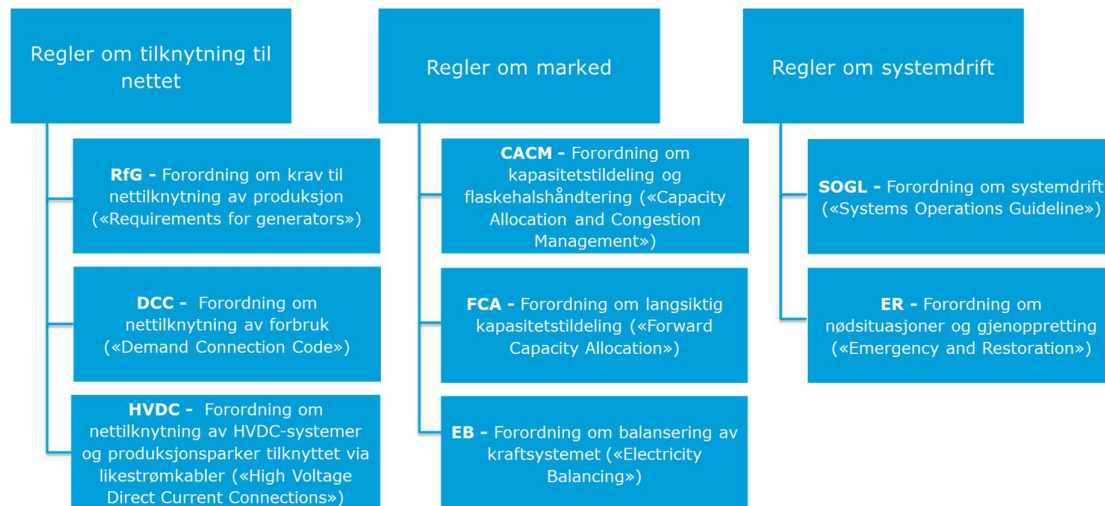 Regler om tilknytning til
nettet
RfG - Forordning om krav til
nettilknytning av produksjon
(«Requirements for generators»)
DCC - Forordning om
nettilknytning av forbruk
(«Demand Connection Code»)
HVDC - Forordning om
nettilknytning av HVDC-systemer
og produksjonsparker tilknyttet via
likestrømkabler («High Voltage
Direct Current Connections»)
Regler om marked
CACM - Forordning om
kapasitetstildeling og
flaskehalshåndtering («Capacity
Allocation and Congestion
Management»)
FCA - Forordning om langsiktig
kapasitetstildeling («Forward
Capacity Allocation»)
EB - Forordning om balansering av
kraftsystemet («Electricity
Balancing»)
Regler om systemdrift
SOGL - Forordning om systemdrift
(«Systems Operations Guideline»)
ER - Forordning om
nødsituasjoner og gjenoppretting
(«Emergency and Restoration»)